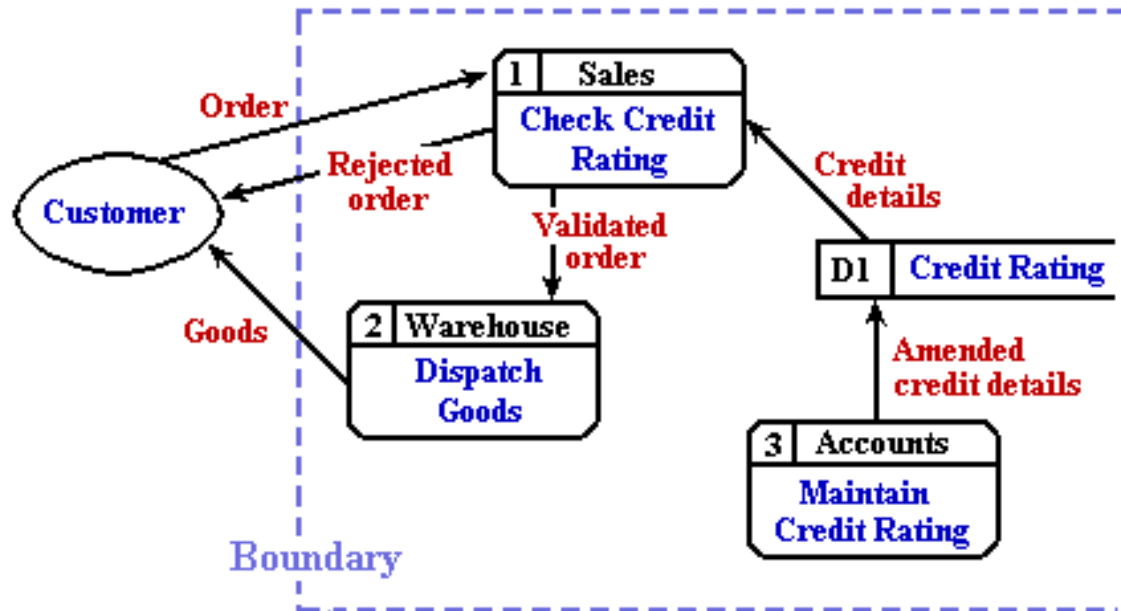 1 Sales
Check Credit
Rating
Order
Rejected
order
Credit
details
Customer
Validated
order
D1 Credit Rating
Goods
2 Warehouse
Dispatch
Goods
Amended
credit details
3 Accounts
Maintain
Credit Rating
Boundary